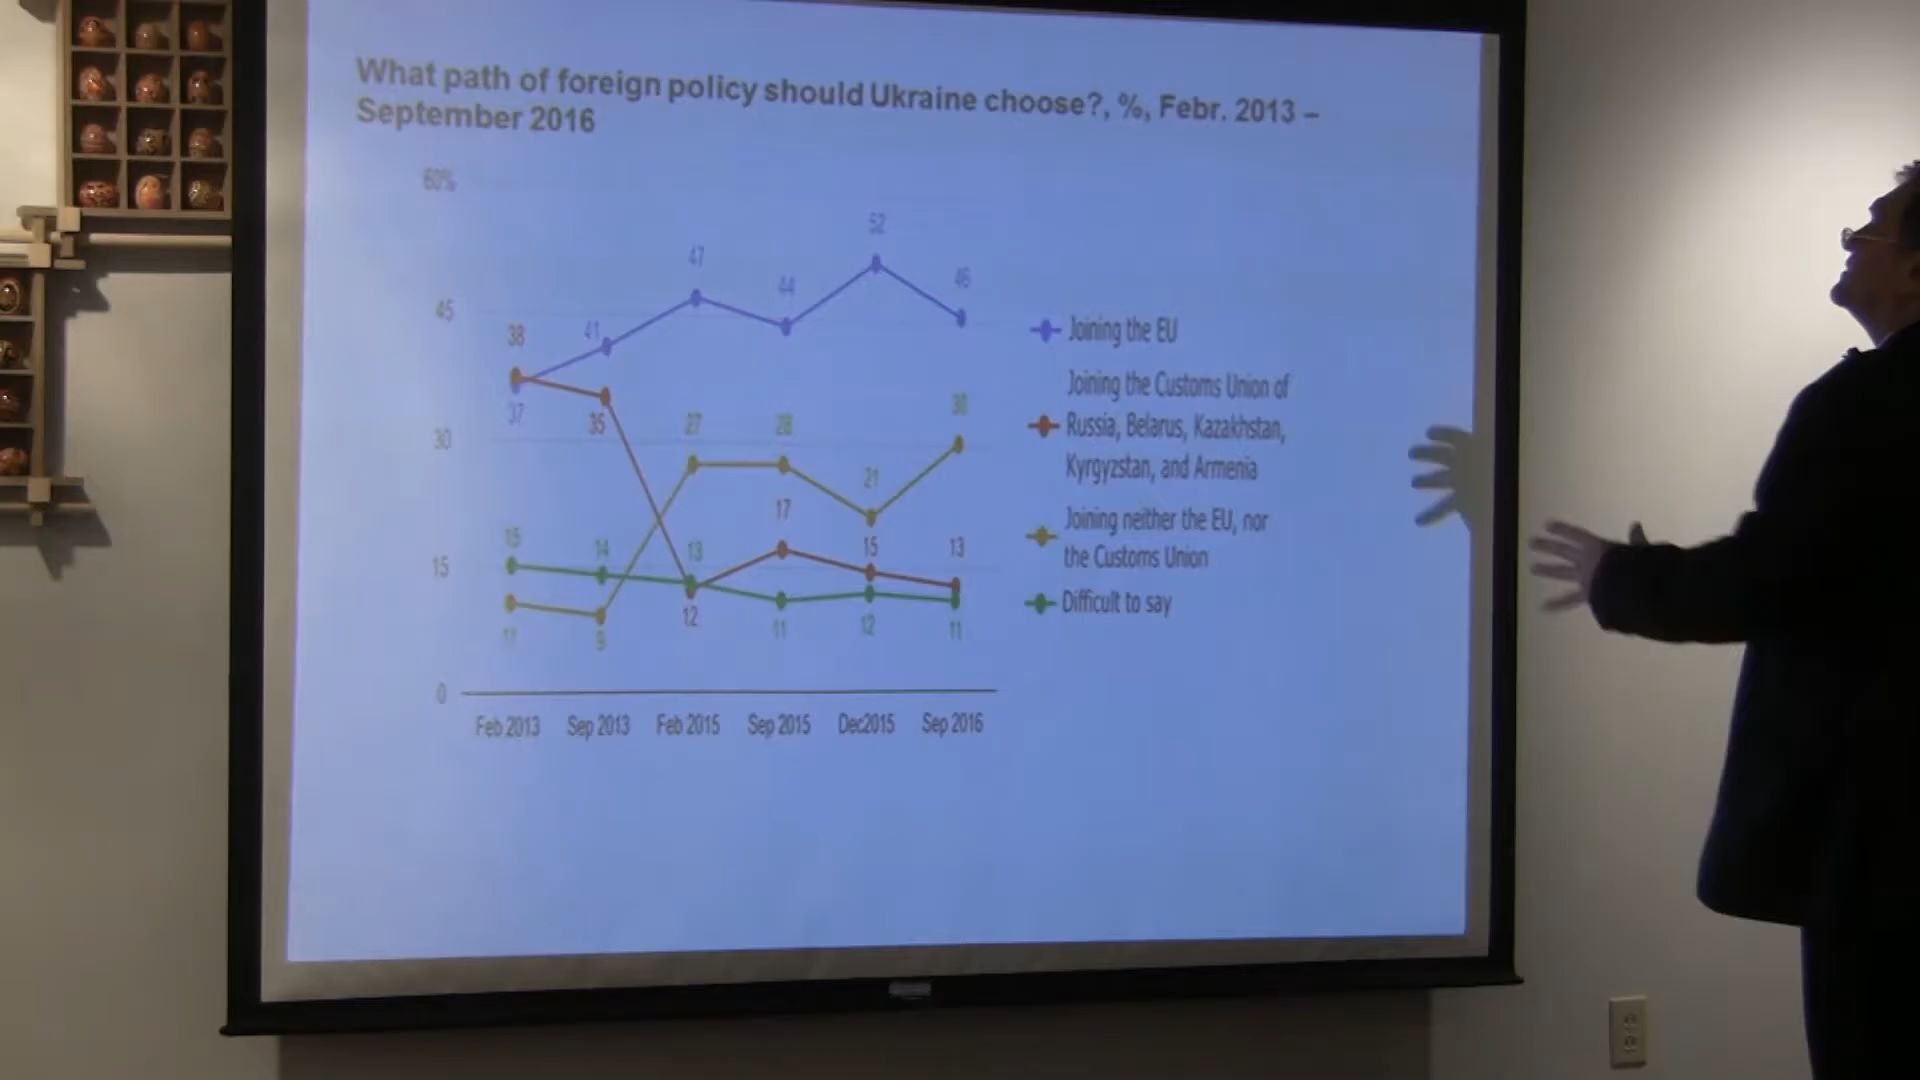 What path of foreign policy should Ukraine choose?, %, Febr. 2013 –
September 2016
60%
52
47
46
44
45
41
38
37
35
30
30
27
28
21
17
15
14
13
15
13
15
12
11
9
11
12
11
0
Feb 2013 Sep 2013 Feb 2015 Sep 2015 Dec2015 Sep 2016
Joining the EU
Joining the Customs Union of
Russia, Belarus, Kazakhstan,
Kyrgyzstan, and Armenia
Joining neither the EU, nor
the Customs Union
Difficult to say